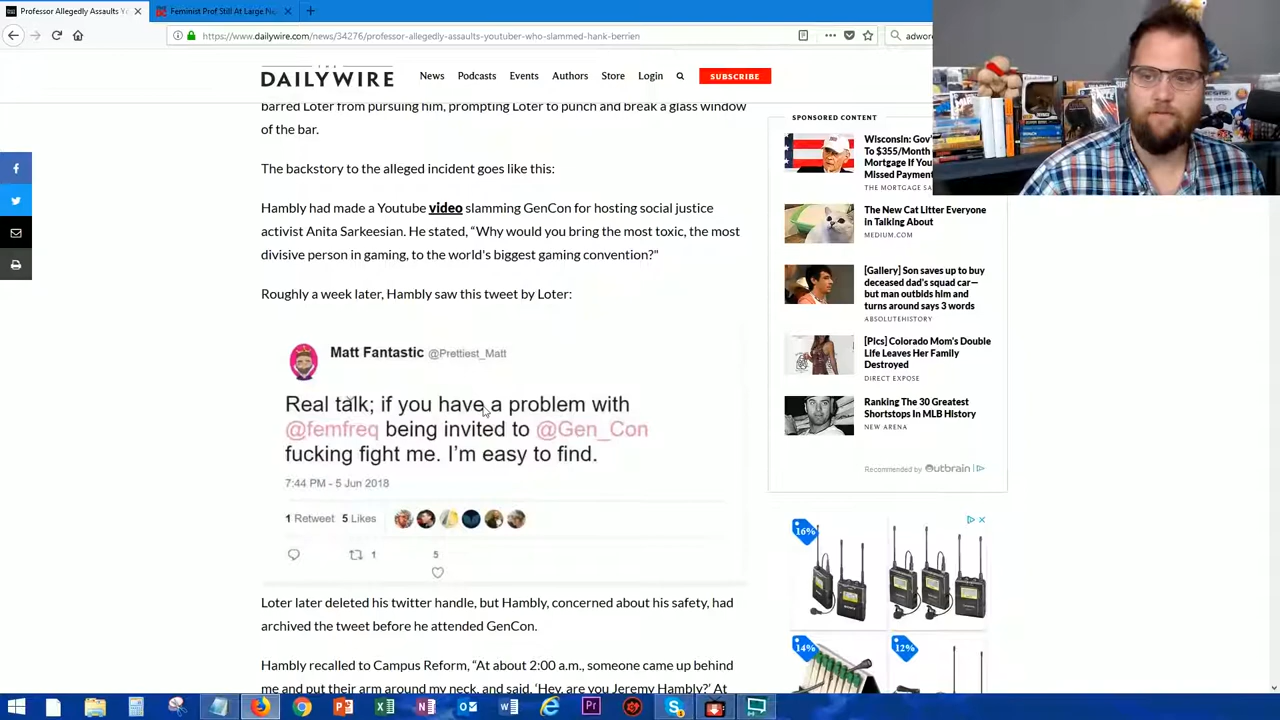 Professor Allegedly Assaults Y
Feminist Prof Still At Large No
https://www.dailywire.com/news/34276/professor-allegedly-assaults-youtuber-who-slammed-hank-berrien
adwor
DAILYWIRE
News Podcasts Events Authors Store Login
SUBSCRIBE
barred Loter from pursuing him, prompting Loter to punch and break a glass window
of the bar.
The backstory to the alleged incident goes like this:
Hambly had made a Youtube video slamming GenCon for hosting social justice
activist Anita Sarkeesian. He stated, “Why would you bring the most toxic, the most
divisive person in gaming, to the world's biggest gaming convention?"
Roughly a week later, Hambly saw this tweet by Loter:
Matt Fantastic @Prettiest_Matt
Real talk; if you have a problem with
@femfreq being invited to @Gen_Con
fucking fight me. I'm easy to find.
7:44 PM - 5 Jun 2018
1 Retweet 5 Likes
1
5
Loter later deleted his twitter handle, but Hambly, concerned about his safety, had
archived the tweet before he attended GenCon.
Hambly recalled to Campus Reform, “At about 2:00 a.m., someone came up behind
me and put their arm around my neck, and said, ‘Hey, are you Jeremy Hambly?’ At
SPONSORED CONTENT
Wisconsin: Gov'
To $355/Month
Mortgage If You
Missed Payment
THE MORTGAGE SA
The New Cat Litter Everyone
in Talking About
MEDIUM.COM
[Gallery] Son saves up to buy
deceased dad's squad car—
but man outbids him and
turns around says 3 words
ABSOLUTEHISTORY
[Pics] Colorado Mom's Double
Life Leaves Her Family
Destroyed
DIRECT EXPOSE
Ranking The 30 Greatest
Shortstops In MLB History
NEW ARENA
Recommended by Outbrain
16%
14%
12%